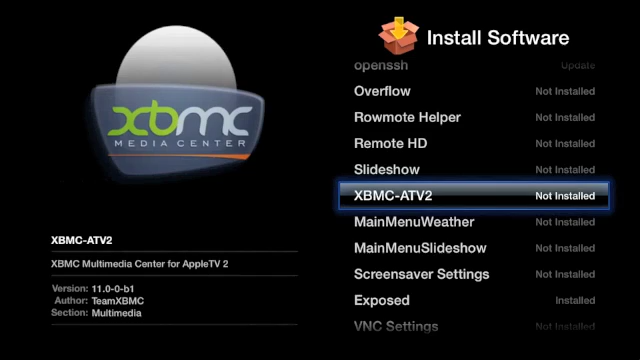 Install Software
openssh Update
Overflow Not Installed
Rowmote Helper Not Installed
Remote HD Not Installed
Slideshow Not Installed
XBMC-ATV2 Not Installed
MainMenuWeather Not Installed
MainMenuSlideshow Not Installed
Screensaver Settings Not Installed
Exposed Installed
VNC Settings Not Installed
xbmc
MEDIA CENTER
XBMC-ATV2
XBMC Multimedia Center for AppleTV 2
Version: 11.0-0-b1
Author: TeamXBMC
Section: Multimedia